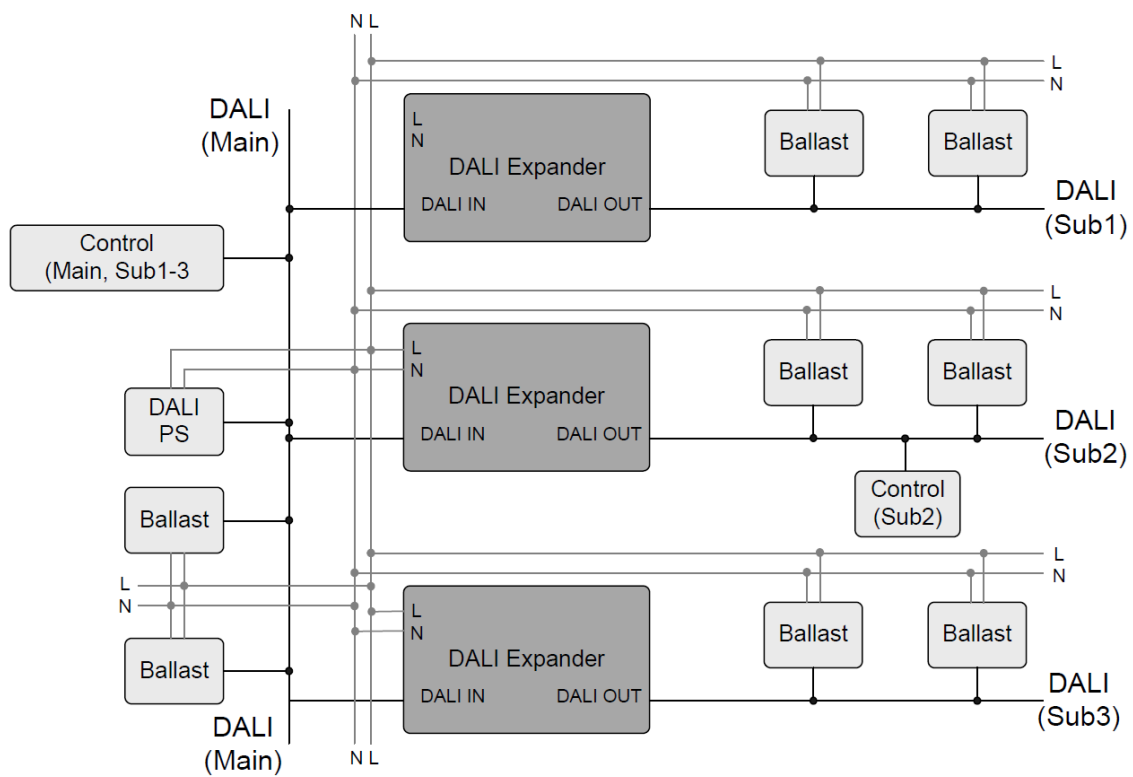 N L
L
N
DALI
(Main)
L
N
DALI Expander
DALI IN
DALI OUT
Ballast
Ballast
DALI
(Sub1)
Control
(Main, Sub1-3
L
N
L
N
DALI Expander
DALI IN
DALI OUT
Ballast
Ballast
DALI
(Sub2)
DALI
PS
Control
(Sub2)
Ballast
L
N
Ballast
L
N
L
N
DALI Expander
DALI IN
DALI OUT
Ballast
Ballast
DALI
(Sub3)
DALI
(Main)
N L